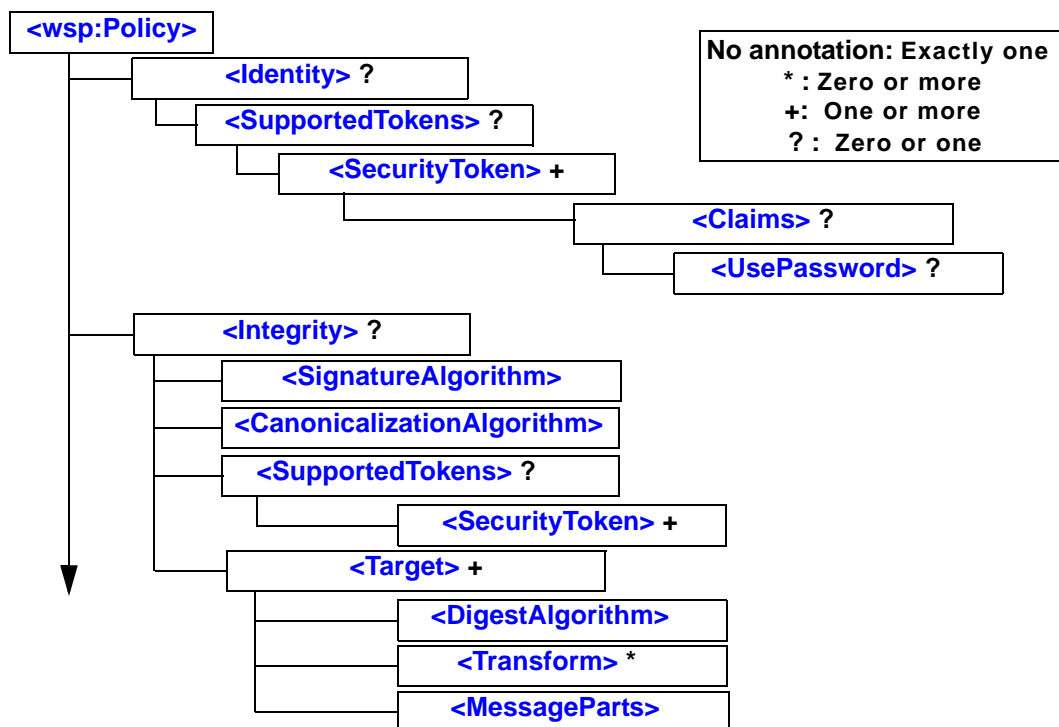 <wsp:Policy>
<Identity> ?
<SupportedTokens> ?
<SecurityToken> +
<Claims> ?
<UsePassword> ?
No annotation: Exactly one
* : Zero or more
+: One or more
? : Zero or one
<Integrity> ?
<SignatureAlgorithm>
<CanonicalizationAlgorithm>
<SupportedTokens> ?
<SecurityToken> +
<Target> +
<DigestAlgorithm>
<Transform> *
<MessageParts>